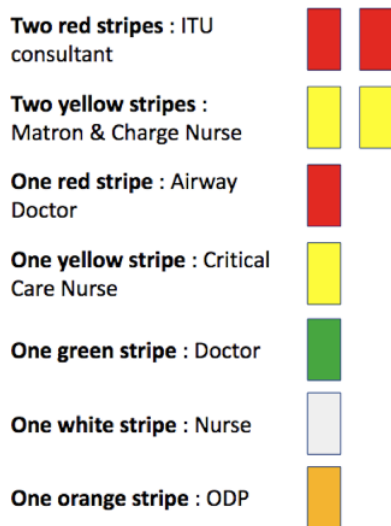 Two red stripes : ITU
consultant
Two yellow stripes :
Matron & Charge Nurse
One red stripe : Airway
Doctor
One yellow stripe : Critical
Care Nurse
One green stripe : Doctor
One white stripe : Nurse
One orange stripe : ODP